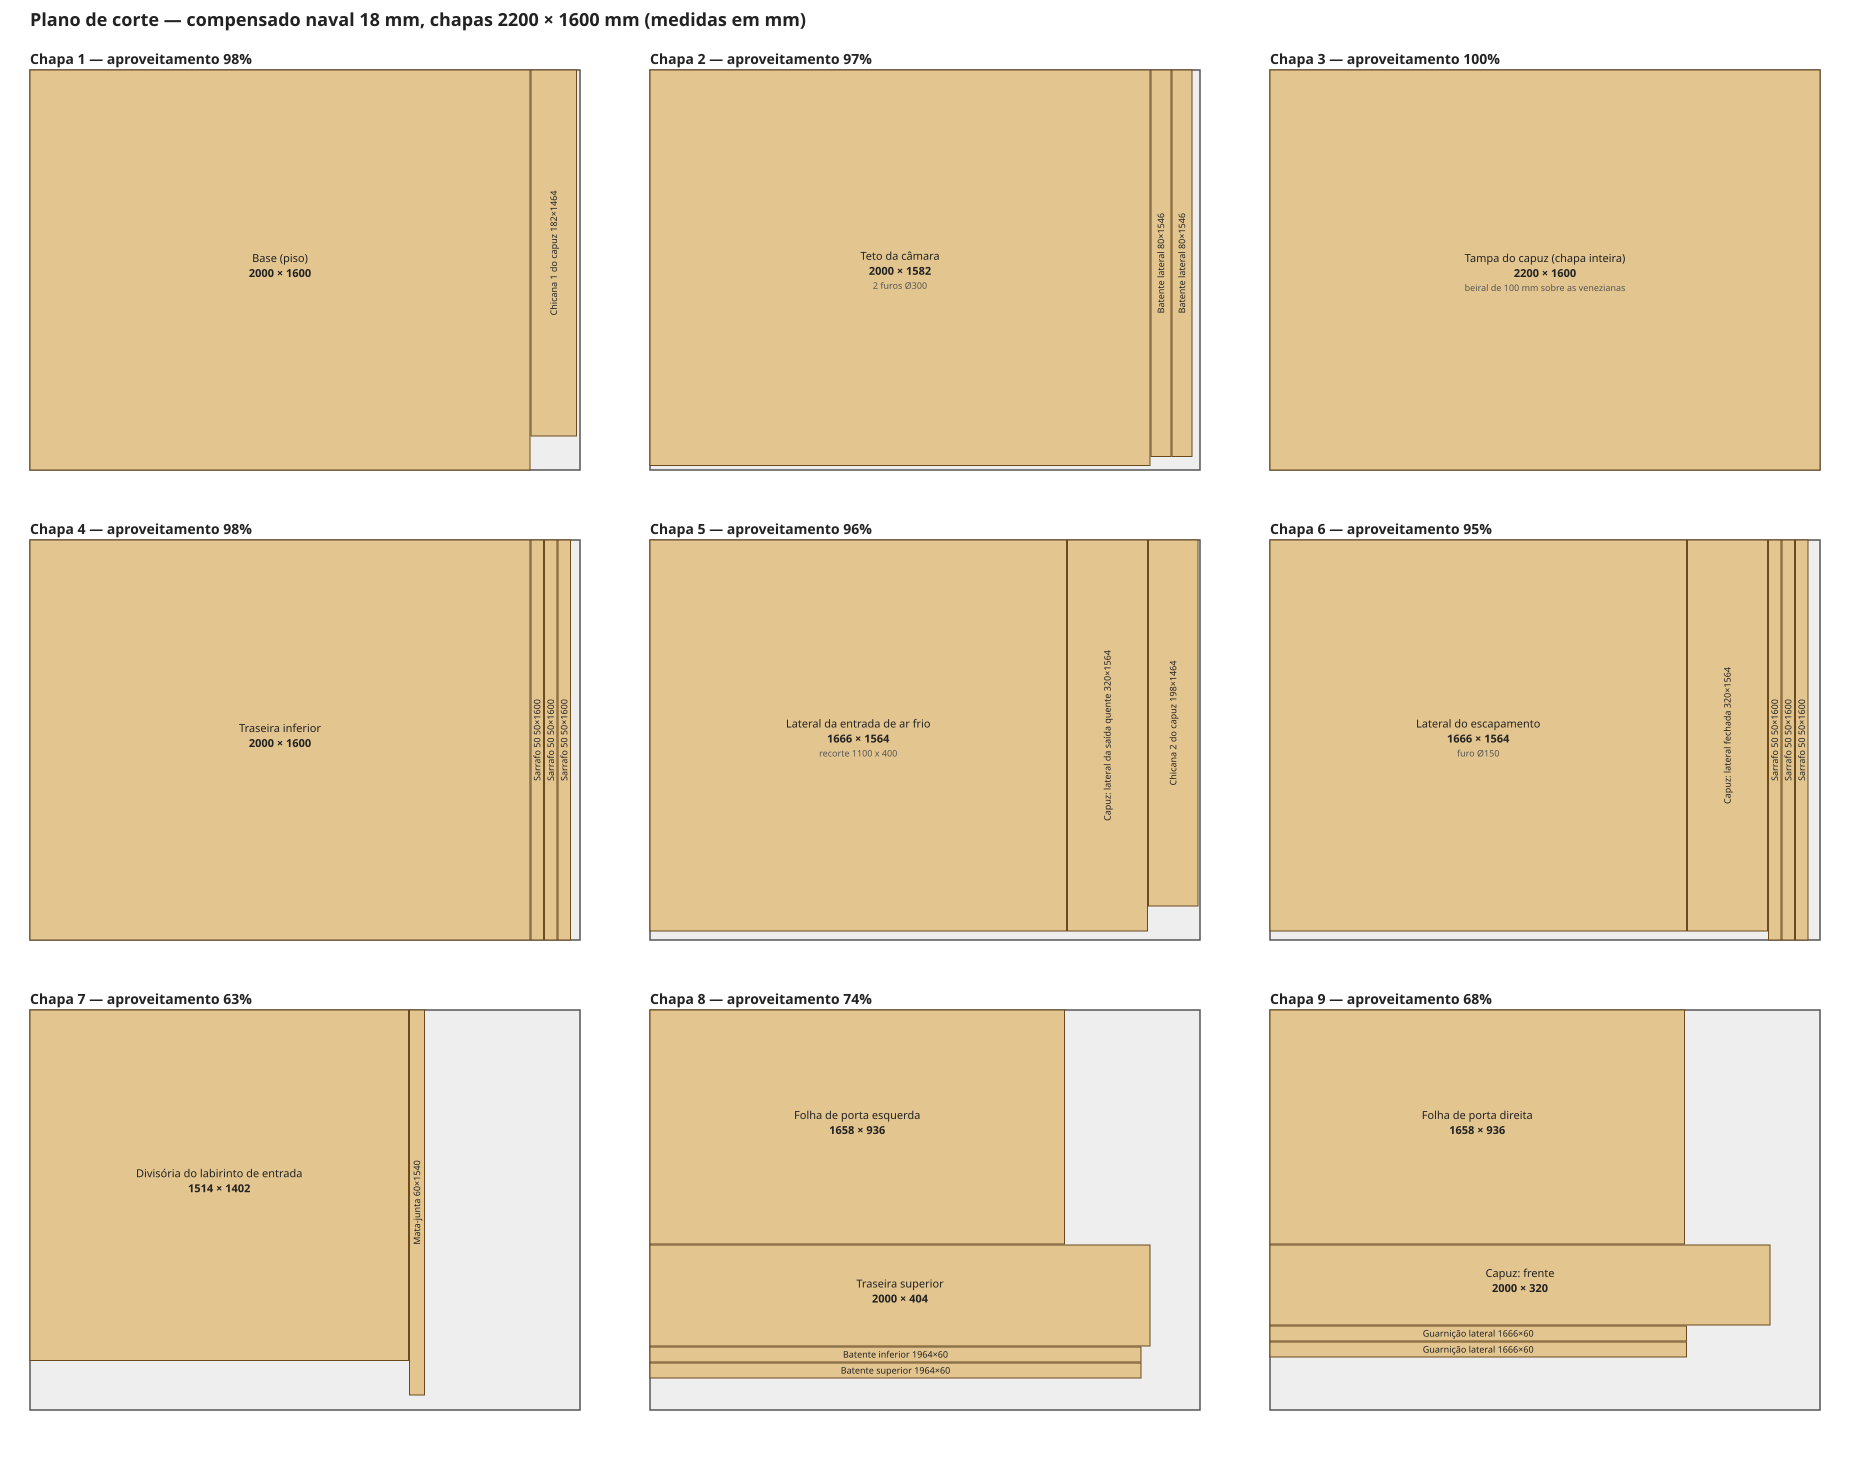 Plano de corte — compensado naval 18 mm, chapas 2200 × 1600 mm (medidas em mm)
Chapa 1 — aproveitamento 98%
Base (piso)
2000 × 1600
Chicana 1 do capuz 182×1464
Chapa 2 — aproveitamento 97%
Teto da câmara
2000 × 1582
2 furos Ø300
Batente lateral 80×1546
Batente lateral 80×1546
Chapa 3 — aproveitamento 100%
Tampa do capuz (chapa inteira)
2200 × 1600
beiral de 100 mm sobre as venezianas
Chapa 4 — aproveitamento 98%
Traseira inferior
2000 × 1600
Sarrafo 50 50×1600
Sarrafo 50 50×1600
Sarrafo 50 50×1600
Chapa 5 — aproveitamento 96%
Lateral da entrada de ar frio
1666 × 1564
recorte 1100 x 400
Capuz: lateral da saída quente 320×1564
Chicana 2 do capuz 198×1464
Chapa 6 — aproveitamento 95%
Lateral do escapamento
1666 × 1564
furo Ø150
Capuz: lateral fechada 320×1564
Sarrafo 50 50×1600
Sarrafo 50 50×1600
Sarrafo 50 50×1600
Chapa 7 — aproveitamento 63%
Divisória do labirinto de entrada
1514 × 1402
Mata-junta 60×1540
Chapa 8 — aproveitamento 74%
Folha de porta esquerda
1658 × 936
Traseira superior
2000 × 404
Batente inferior 1964×60
Batente superior 1964×60
Chapa 9 — aproveitamento 68%
Folha de porta direita
1658 × 936
Capuz: frente
2000 × 320
Guarnição lateral 1666×60
Guarnição lateral 1666×60